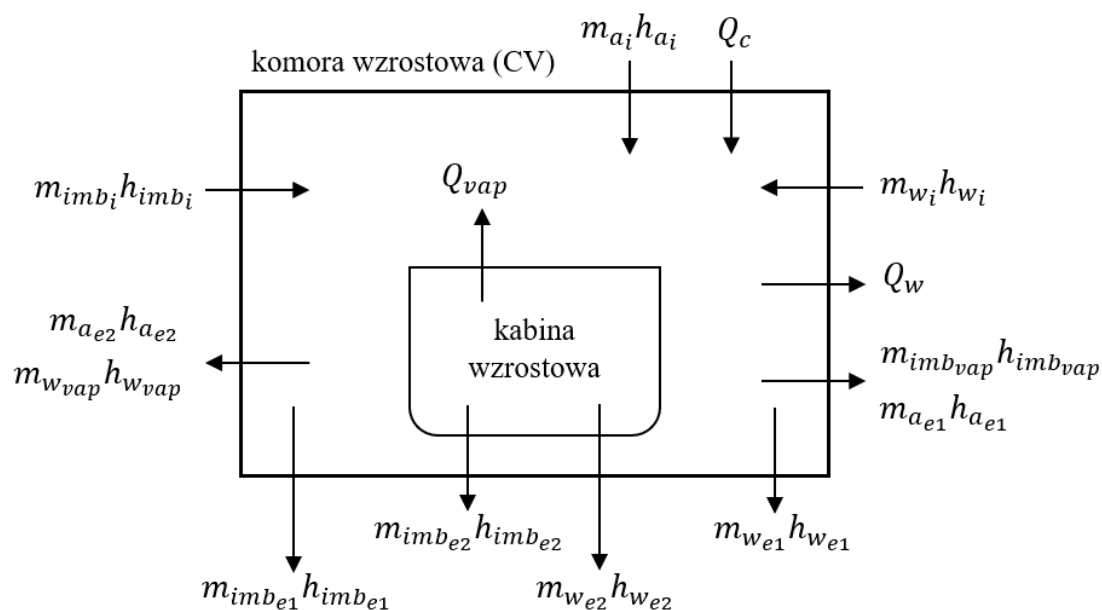 m_{a_i}h_{a_i} Q_c
komora wzrostowa (CV)
m_{imb_i}h_{imb_i}
Q_{vap}
m_{w_i}h_{w_i}
Q_w
m_{a_{e2}}h_{a_{e2}}
m_{w_{vap}}h_{w_{vap}}
kabina
wzrostowa
m_{imb_{vap}}h_{imb_{vap}}
m_{a_{e1}}h_{a_{e1}}
m_{imb_{e2}}h_{imb_{e2}}
m_{w_{e1}}h_{w_{e1}}
m_{imb_{e1}}h_{imb_{e1}}
m_{w_{e2}}h_{w_{e2}}